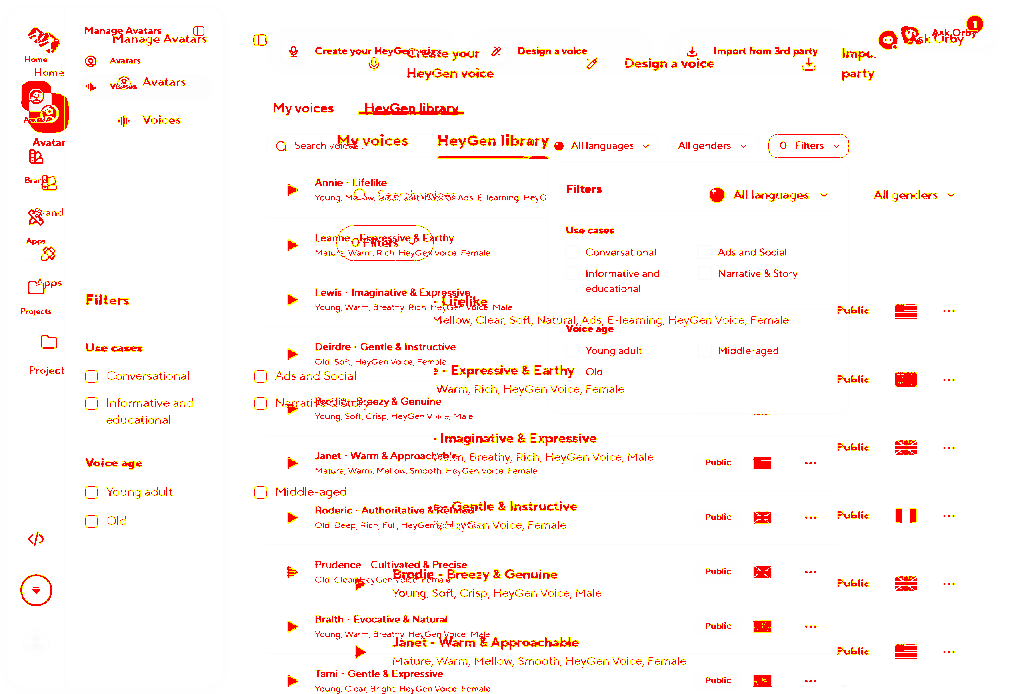 Manage Avatars
Manage Avatars
Home
Home
Avatars
Avatars
Voices
Voices
Avatar
Brand
Apps
Apps
Projects
Project
Create your HeyGen voice
Create your
HeyGen voice
Design a voice
Design a voice
Import from 3rd party
party
1
Ask Orby
Ask Orby
My voices
HeyGen library
My voices
HeyGen library
Search voices
All languages
All genders
Filters
All languages
All genders
Filters
Filters
Use cases
Conversational
Ads and Social
Informative and
educational
Narrative & Story
Voice age
Young adult
Middle-aged
Old
Filters
Use cases
Conversational
Ads and Social
Informative and
educational
Voice age
Young adult
Middle-aged
Old
Annie - Lifelike
Leanne - Expressive & Earthy
Mature, Warm, Rich, HeyGen Voice, Female
Lewis - Imaginative & Expressive
Young, Warm, Breathy, Rich, HeyGen Voice, Male
Deirdre - Gentle & Instructive
Old, Soft, HeyGen Voice, Female
Brodie - Breezy & Genuine
Young, Soft, Crisp, HeyGen Voice, Male
Janet - Warm & Approachable
Mature, Warm, Mellow, Smooth, HeyGen Voice, Female
Public
Roderic - Authoritative & Refined
Old, Deep, Rich, Full, HeyGen
Public
Prudence - Cultivated & Precise
Public
Braith - Evocative & Natural
Young, Warm, Breathy, HeyGen Voice, Male
Public
Tami - Gentle & Expressive
Young, Clear, Bright, HeyGen Voice, Female
Public
- Lifelike
Mellow, Clear, Soft, Natural, Ads, E-learning, HeyGen Voice, Female
Public
- Expressive & Earthy
Warm, Rich, HeyGen Voice, Female
Public
- Imaginative & Expressive
Warm, Breathy, Rich, HeyGen Voice, Male
Public
- Gentle & Instructive
HeyGen Voice, Female
Public
Brodie - Breezy & Genuine
Young, Soft, Crisp, HeyGen Voice, Male
Public
Janet - Warm & Approachable
Mature, Warm, Mellow, Smooth, HeyGen Voice, Female
Public